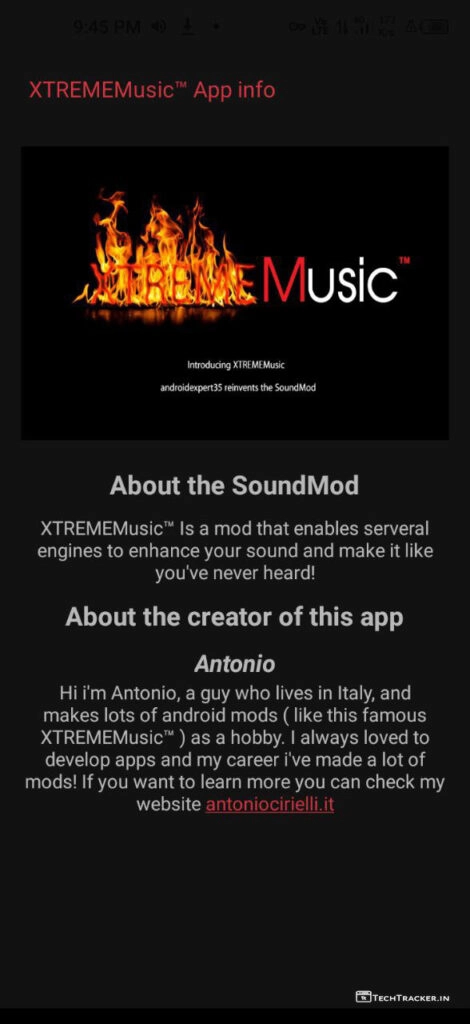 9:45 PM
XTREMEMusic™ App info
XTREMEMusic™
Introducing XTREMEMusic
androidexpert35 reinvents the SoundMod
About the SoundMod
XTREMEMusic™ Is a mod that enables serveral
engines to enhance your sound and make it like
you've never heard!
About the creator of this app
Antonio
Hi i'm Antonio, a guy who lives in Italy, and
makes lots of android mods ( like this famous
XTREMEMusic™ ) as a hobby. I always loved to
develop apps and my career i've made a lot of
mods! If you want to learn more you can check my
website antoniocirielli.it
TECHTRACKER.IN